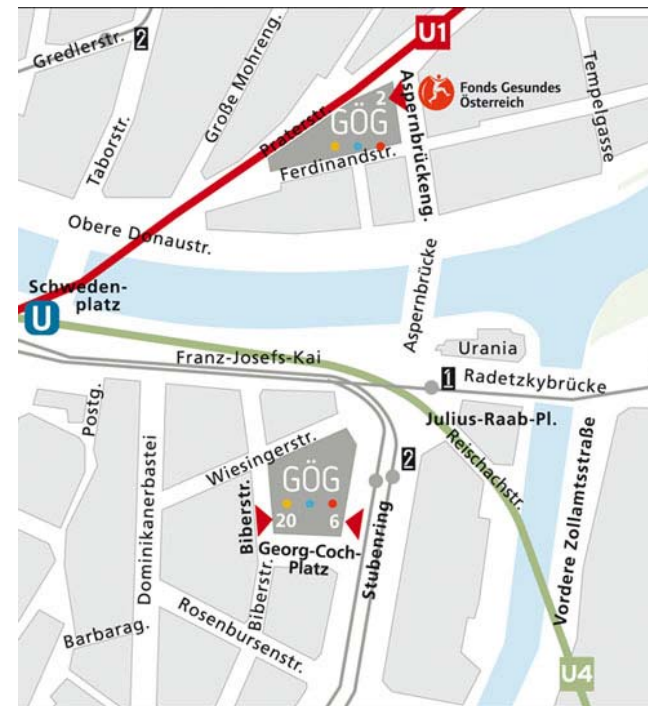 Gredlerstr.
2
Taborstr.
Große Mohreng.
U1
Praterstr.
GÖG
2
Ferdinandstr.
Aspernbrückeng.
Fonds Gesundes
Österreich
Tempelgasse
Obere Donaustr.
Schweden-
platz
U
Aspernbrücke
Urania
Franz-Josefs-Kai
1
Radetzkybrücke
Julius-Raab-Pl.
Postg.
Dominikanerbastei
Wiesingerstr.
GÖG
20
6
Biberstr.
Georg-Coch-
Platz
Biberstr.
Stubenring
2
Reischachstr.
Vordere Zollamtsstraße
Barbarag.
Rosenbursenstr.
U4